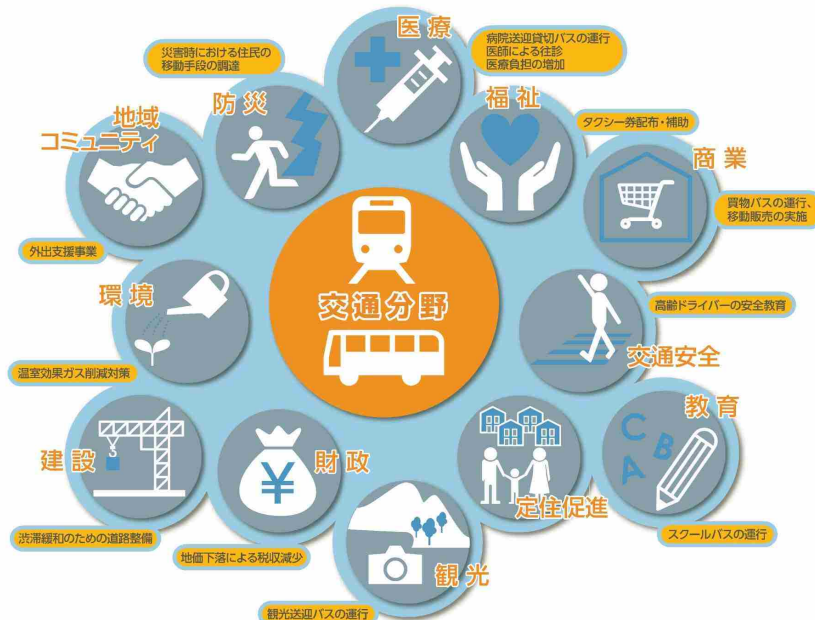 医療
病院送迎貸切バスの運行
医師による往診
医療負担の増加
災害時における住民の
移動手段の調達
防災
福祉
タクシー券配布・補助
地域
コミュニティ
商業
買物バスの運行、
移動販売の実施
外出支援事業
環境
交通分野
高齢ドライバーの安全教育
交通安全
温室効果ガス削減対策
教育
C
B
A
建設
財政
¥
定住促進
渋滞緩和のための道路整備
地価下落による税収減少
スクールバスの運行
観光
観光送迎バスの運行